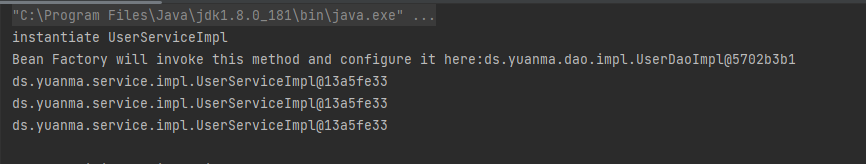 "C:\Program Files\Java\jdk1.8.0_181\bin\java.exe" ...
instantiate UserServiceImpl
Bean Factory will invoke this method and configure it here:ds.yuanma.dao.impl.UserDaoImpl@5702b3b1
ds.yuanma.service.impl.UserServiceImpl@13a5fe33
ds.yuanma.service.impl.UserServiceImpl@13a5fe33
ds.yuanma.service.impl.UserServiceImpl@13a5fe33